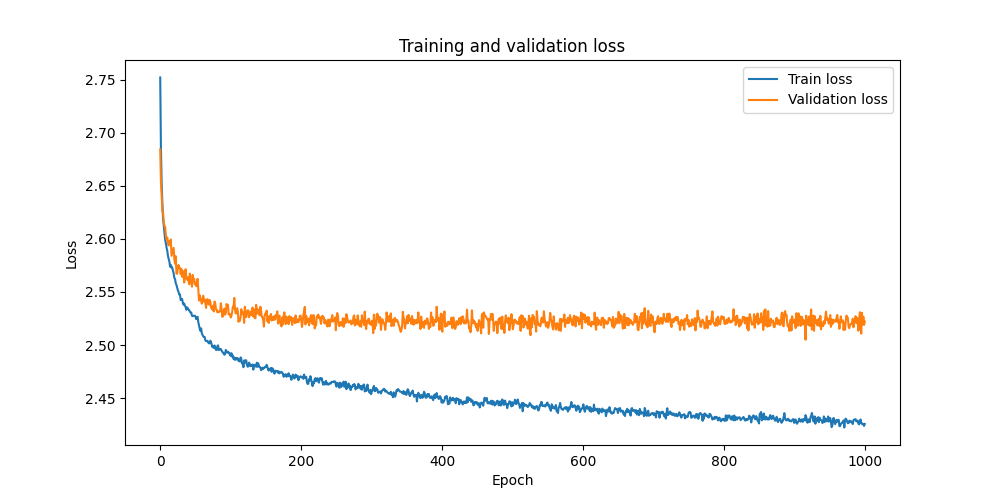 Training and validation loss
Train loss
Validation loss
2.75
2.70
2.65
2.60
2.55
2.50
2.45
Loss
0 200 400 600 800 1000
Epoch